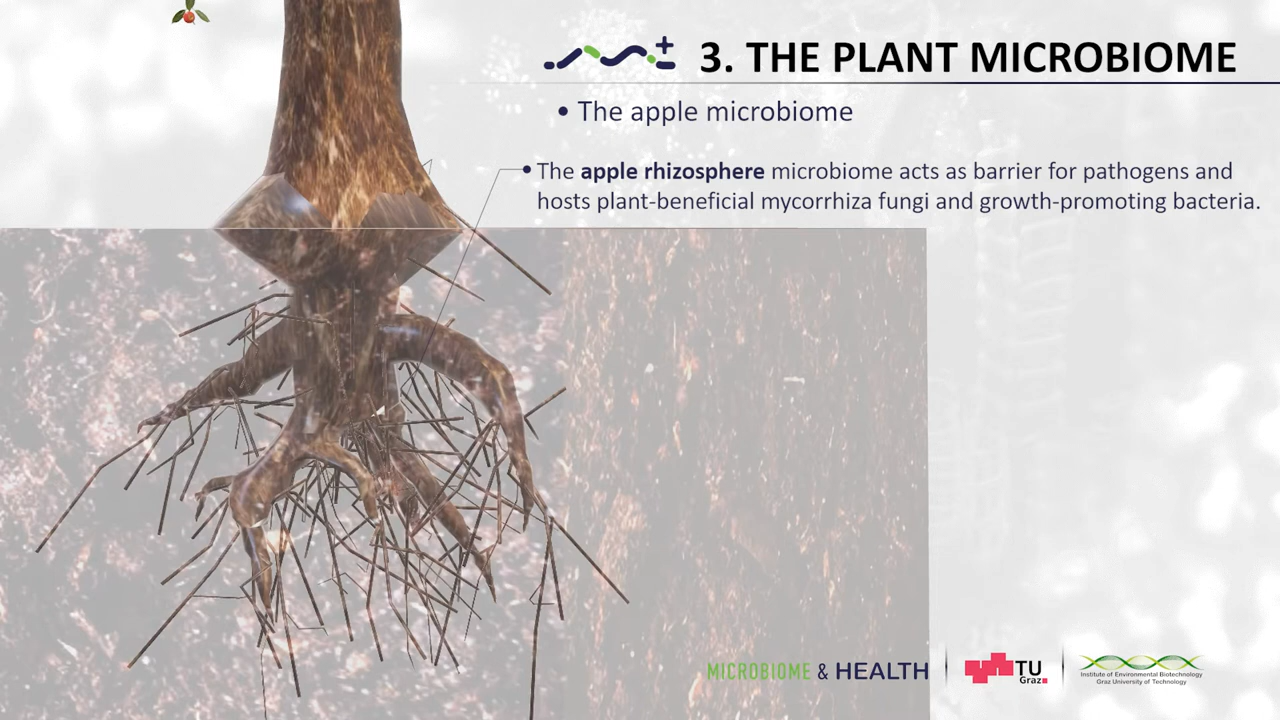 3. THE PLANT MICROBIOME
• The apple microbiome
• The apple rhizosphere microbiome acts as barrier for pathogens and
hosts plant-beneficial mycorrhiza fungi and growth-promoting bacteria.
MICROBIOME & HEALTH
TU
Graz
Institute of Environmental Biotechnology
Graz University of Technology